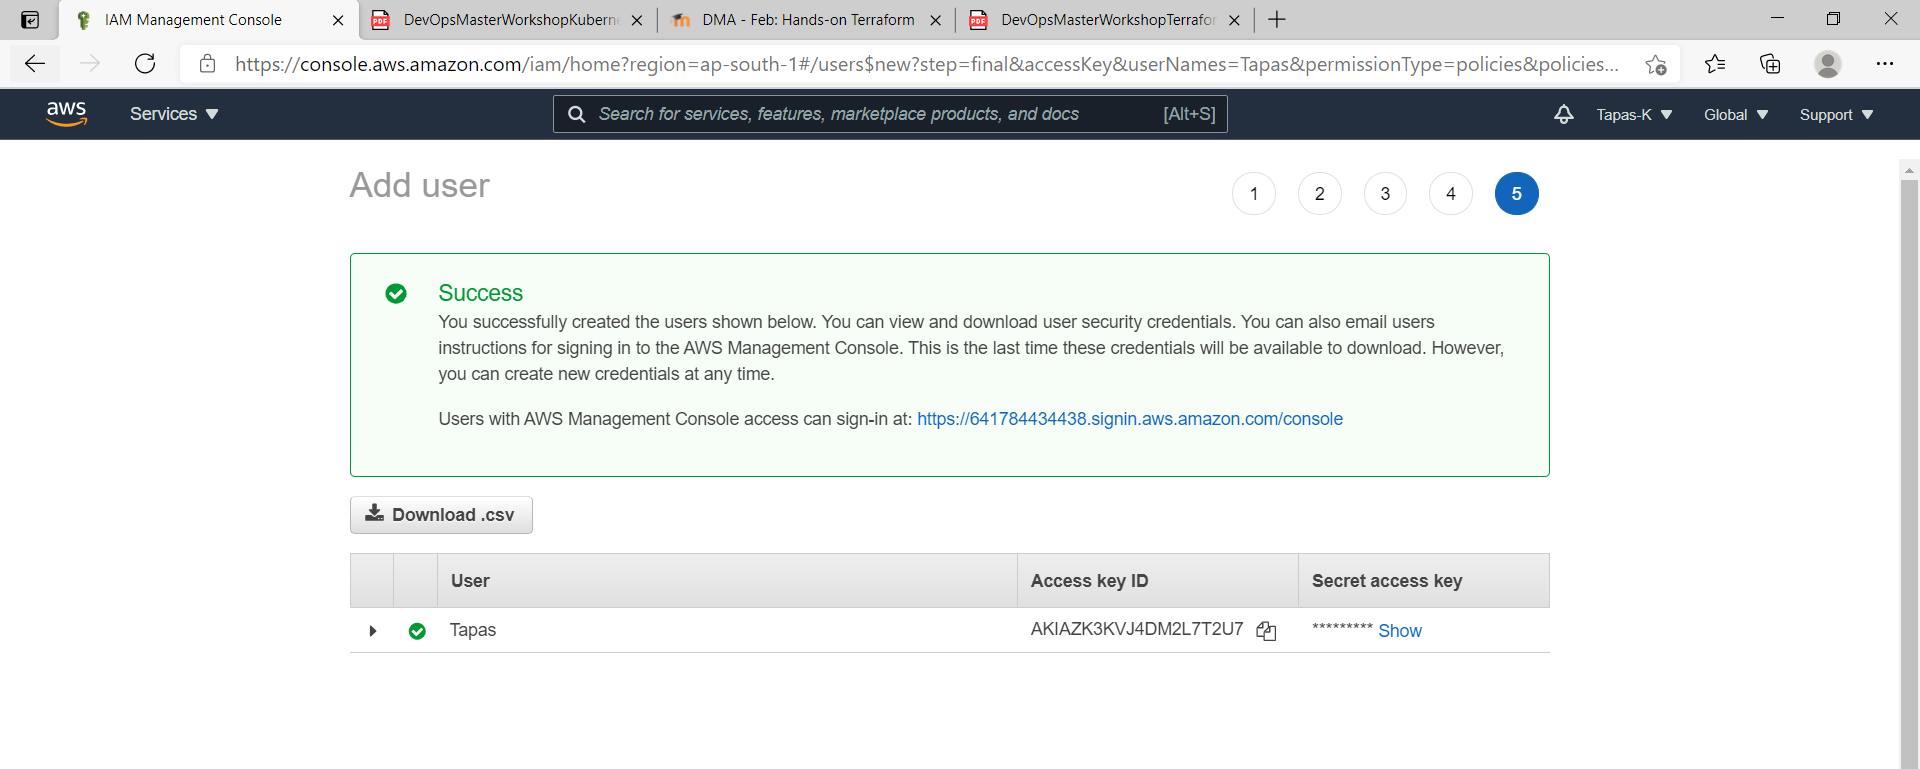 IAM Management Console
DevOpsMasterWorkshopKuberne
DMA - Feb: Hands-on Terraform
DevOpsMasterWorkshopTerrafor
https://console.aws.amazon.com/iam/home?region=ap-south-1#/users$new?step=final&accessKey&userNames=Tapas&permissionType=policies&policies...
aws
Services
Search for services, features, marketplace products, and docs
[Alt+S]
Tapas-K
Global
Support
Add user
1 2 3 4 5
Success
You successfully created the users shown below. You can view and download user security credentials. You can also email users
instructions for signing in to the AWS Management Console. This is the last time these credentials will be available to download. However,
you can create new credentials at any time.
Users with AWS Management Console access can sign-in at: https://641784434438.signin.aws.amazon.com/console
Download .csv
User Access key ID Secret access key
Tapas AKIAZK3KVJ4DM2L7T2U7 ********* Show